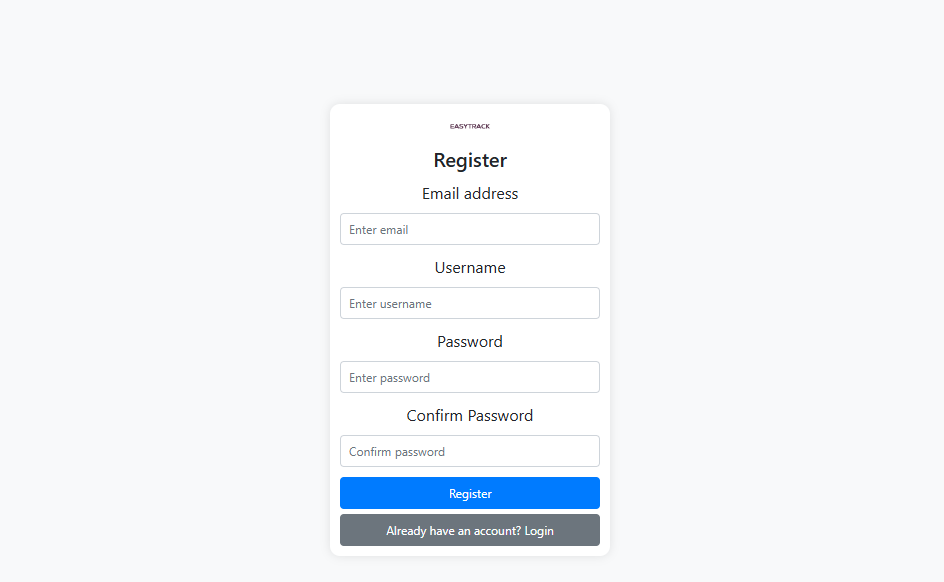 EASYTRACK
Register
Email address
Enter email
Username
Enter username
Password
Enter password
Confirm Password
Confirm password
Register
Already have an account? Login